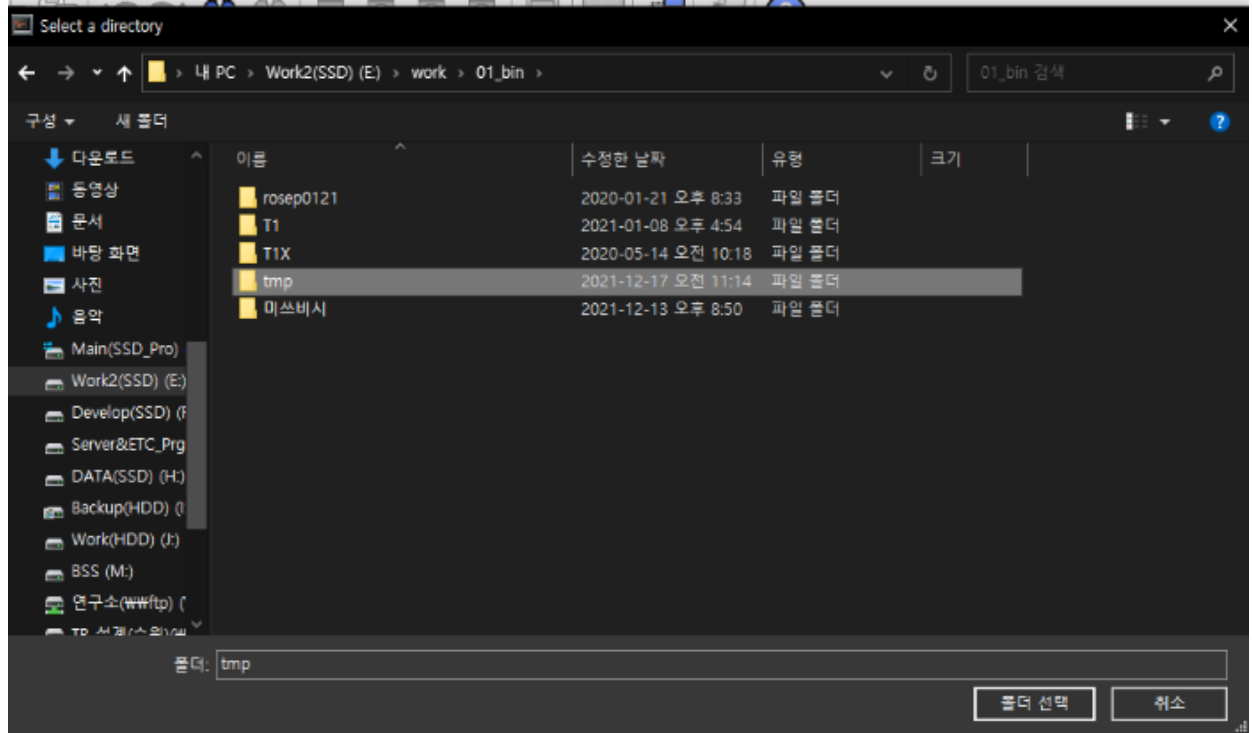 Select a directory
내 PC > Work2(SSD) (E:) > work > 01_bin >
01_bin 검색
구성 새 폴더
이름 수정한 날짜 유형 크기
다운로드
동영상
문서
바탕 화면
사진
음악
Main(SSD_Pro)
Work2(SSD) (E:)
Develop(SSD)
Server&ETC_Prg
DATA(SSD) (H:)
Backup(HDD)
Work(HDD) (J:)
BSS (M:)
연구소(₩₩ftp)
rosep0121 2020-01-21 오후 8:33 파일 폴더
T1 2021-01-08 오후 4:54 파일 폴더
T1X 2020-05-14 오전 10:18 파일 폴더
tmp 2021-12-17 오전 11:14 파일 폴더
미쓰비시 2021-12-13 오후 8:50 파일 폴더
폴더: tmp
폴더 선택 취소